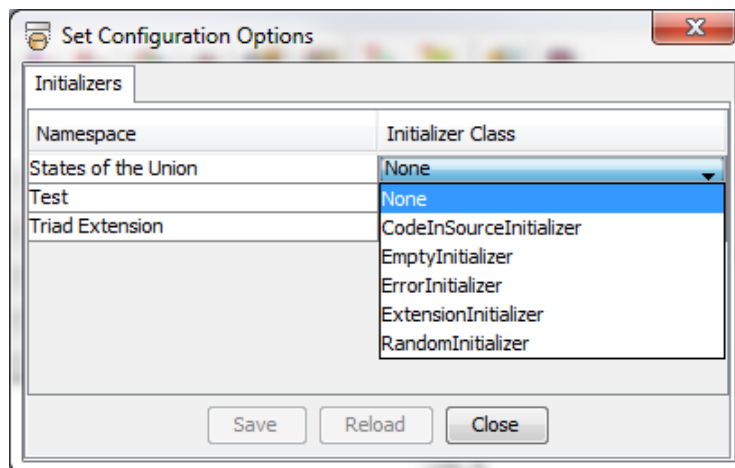 Set Configuration Options
Initializers
Namespace Initializer Class
States of the Union None
Test None
Triad Extension CodeInSourceInitializer
EmptyInitializer
ErrorInitializer
ExtensionInitializer
RandomInitializer
Save Reload Close